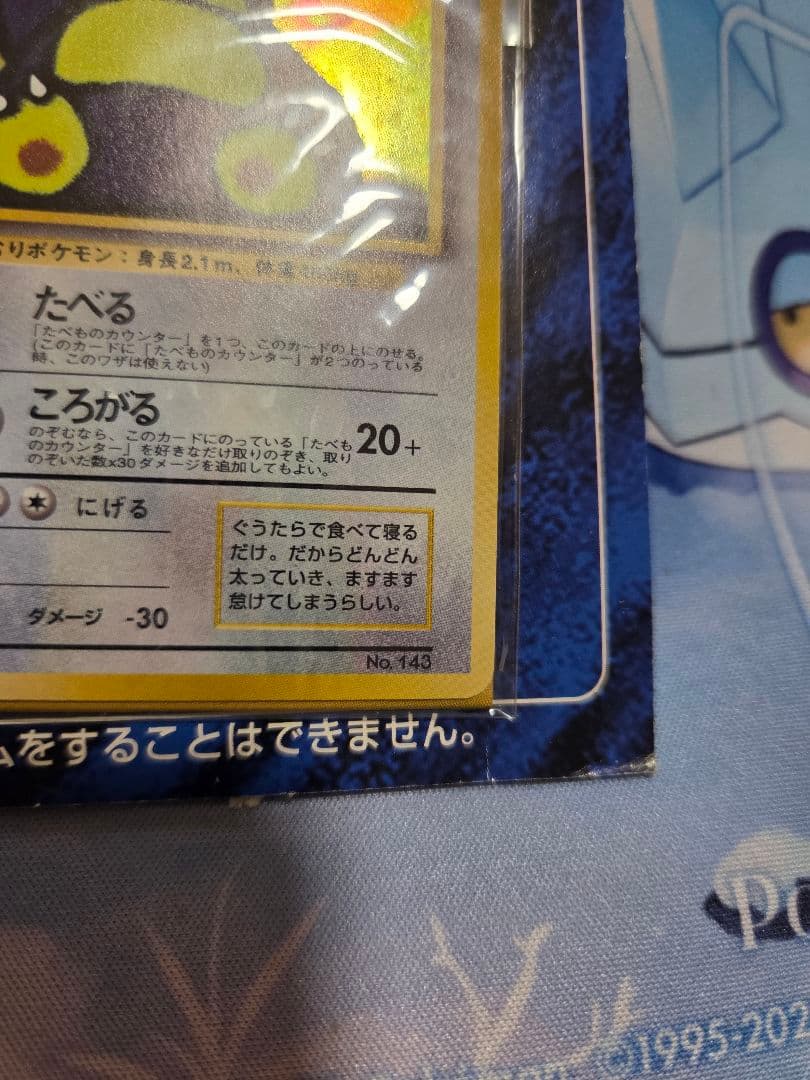 りポケモン：身長2.1m、体重
たべる
「たべものカウンター」を1つ、このカードの上にのせる。
(このカードに「たべものカウンター」が2つのっている
時、このワザは使えない)
ころがる
20+
のぞむなら、このカードにのっている「たべも
のカウンター」を好きなだけ取りのぞき、取り
のぞいた数x30ダメージを追加してもよい。
にげる
ぐうたらで食べて寝る
だけ。だからどんどん
太っていき、ますます
怠けてしまうらしい。
ダメージ -30
No. 143
ムをすることはできません。
PO
©1995-202